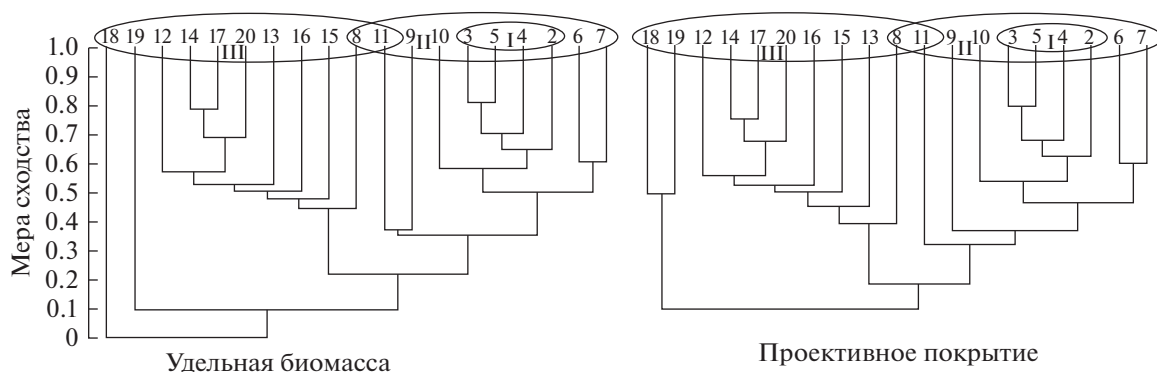 18 19 12 14 17 20 13 16 15 8 11 9 10 3 5 4 2 6 7
III II I
18 19 12 14 17 20 16 15 13 8 11 9 10 3 5 4 2 6 7
III II I
1.0
0.9
0.8
0.7
0.6
0.5
0.4
0.3
0.2
0.1
0
Мера сходства
Удельная биомасса
Проективное покрытие